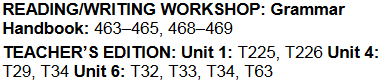 READING/WRITING WORKSHOP: Grammar
Handbook: 463–465, 468–469
TEACHER'S EDITION: Unit 1: T225, T226 Unit 4:
T29, T34 Unit 6: T32, T33, T34, T63